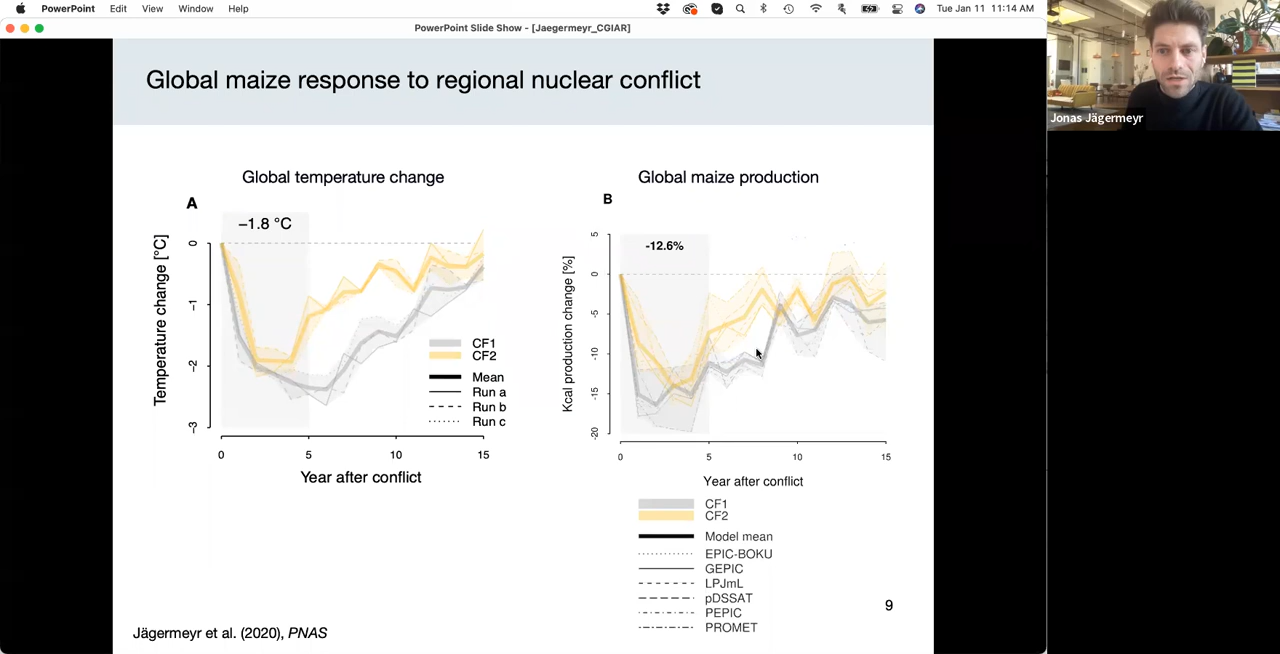 PowerPoint File Edit View Window Help Tue Jan 11 11:14 AM
PowerPoint Slide Show - [Jaegermeyr_CGIAR]
Jonas Jägermeyr
Global maize response to regional nuclear conflict
Global temperature change
A
−1.8 °C
Temperature change [°C]
0
−1
−2
−3
0 5 10 15
Year after conflict
CF1
CF2
Mean
Run a
Run b
Run c
Global maize production
B
-12.6%
Kcal production change [%]
5
0
-5
-10
-15
-20
0 5 10 15
Year after conflict
CF1
CF2
Model mean
EPIC-BOKU
GEPIC
LPJmL
pDSSAT
PEPIC
PROMET
9
Jägermeyr et al. (2020), PNAS